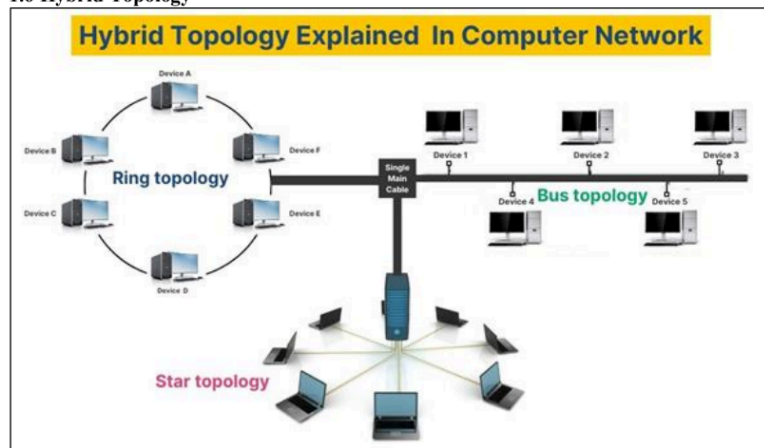 Hybrid Topology Explained In Computer Network
Device A
Device B
Device F
Ring topology
Device C
Device E
Device D
Single
Main
Cable
Device 1
Device 2
Device 3
Bus topology
Device 4
Device 5
Star topology